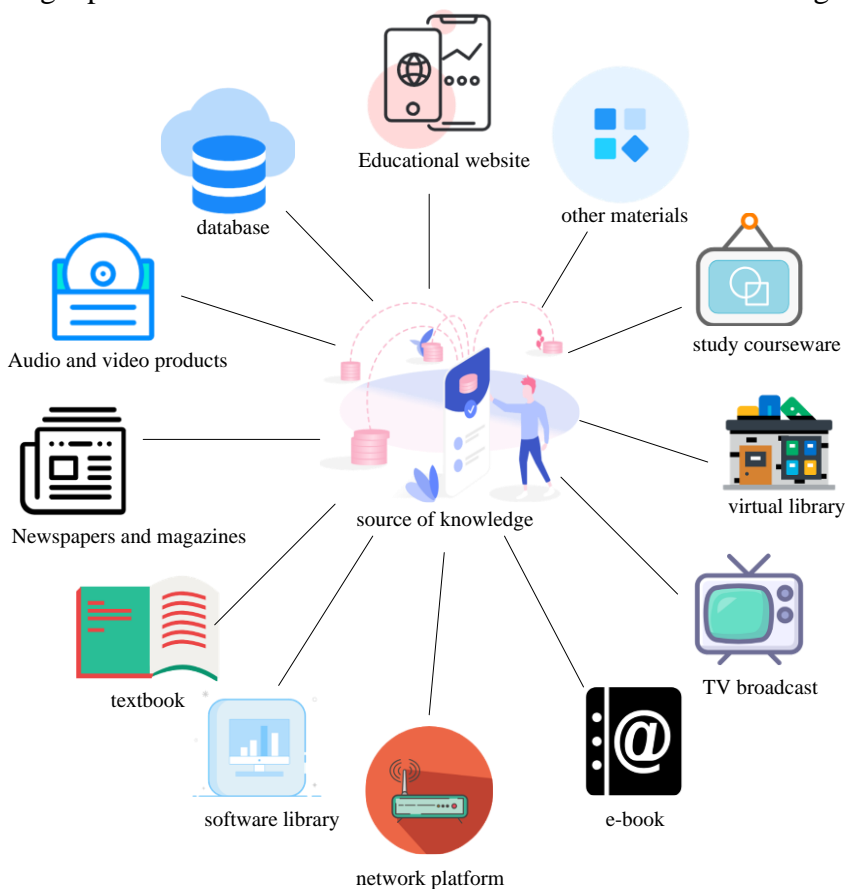 Educational website
other materials
database
study courseware
Audio and video products
virtual library
source of knowledge
Newspapers and magazines
TV broadcast
textbook
@
software library
e-book
network platform